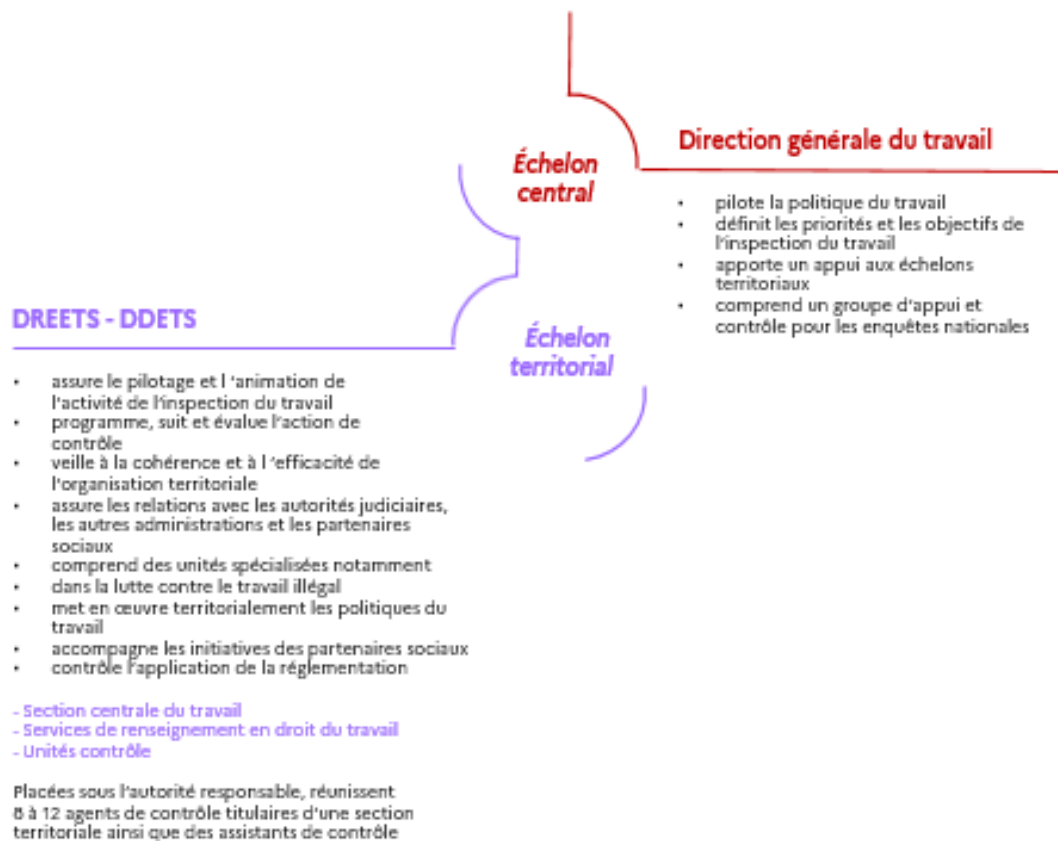 Échelon
central
Direction générale du travail
• pilote la politique du travail
• définit les priorités et les objectifs de
l'inspection du travail
• apporte un appui aux échelons
territoriaux
• comprend un groupe d'appui et
contrôle pour les enquêtes nationales
Échelon
territorial
DREETS - DDETS
• assure le pilotage et l 'animation de
l'activité de l'inspection du travail
• programme, suit et évalue l'action de
contrôle
• veille à la cohérence et à l 'efficacité de
l'organisation territoriale
• assure les relations avec les autorités judiciaires,
les autres administrations et les partenaires
sociaux
• comprend des unités spécialisées notamment
• dans la lutte contre le travail illégal
• met en œuvre territorialement les politiques du
travail
• accompagne les initiatives des partenaires sociaux
• contrôle l'application de la réglementation
- Section centrale du travail
- Services de renseignement en droit du travail
- Unités contrôle
Placées sous l'autorité responsable, réunissent
8 à 12 agents de contrôle titulaires d'une section
territoriale ainsi que des assistants de contrôle